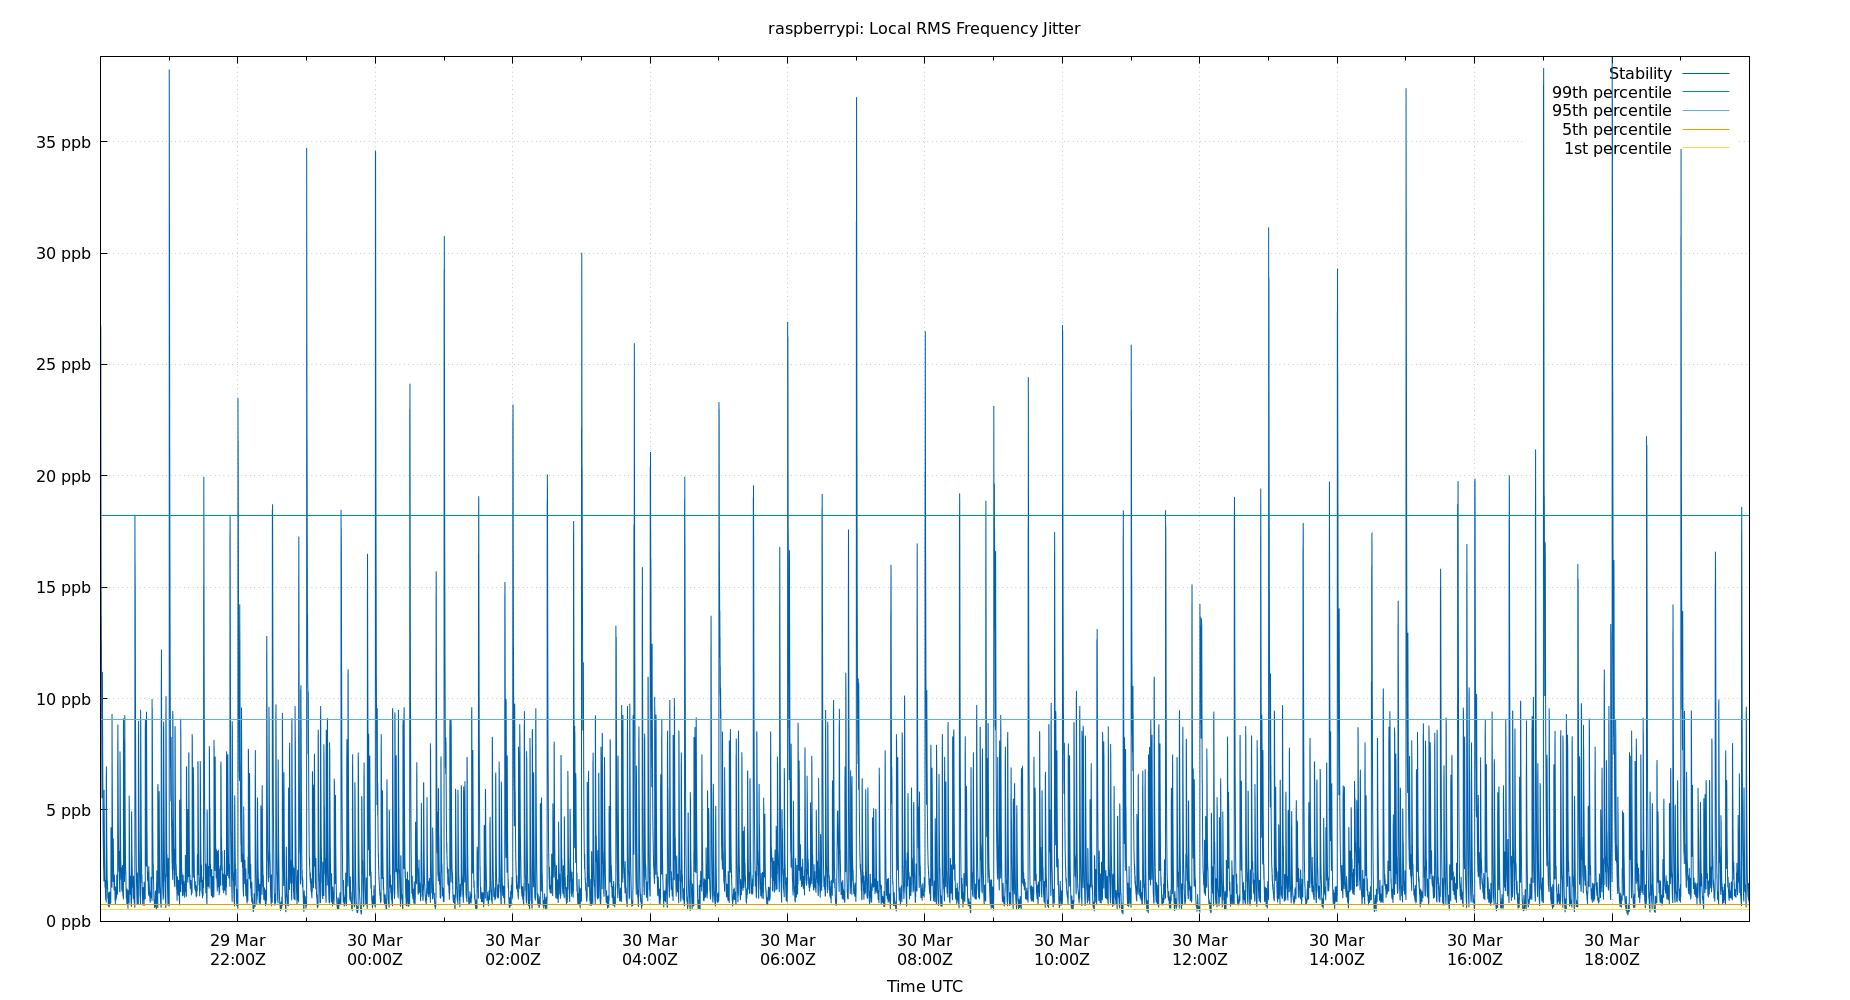 raspberrypi: Local RMS Frequency Jitter
Stability
99th percentile
95th percentile
5th percentile
1st percentile
35 ppb
30 ppb
25 ppb
20 ppb
15 ppb
10 ppb
5 ppb
0 ppb
29 Mar 30 Mar 30 Mar 30 Mar 30 Mar 30 Mar 30 Mar 30 Mar 30 Mar 30 Mar 30 Mar
22:00Z 00:00Z 02:00Z 04:00Z 06:00Z 08:00Z 10:00Z 12:00Z 14:00Z 16:00Z 18:00Z
Time UTC